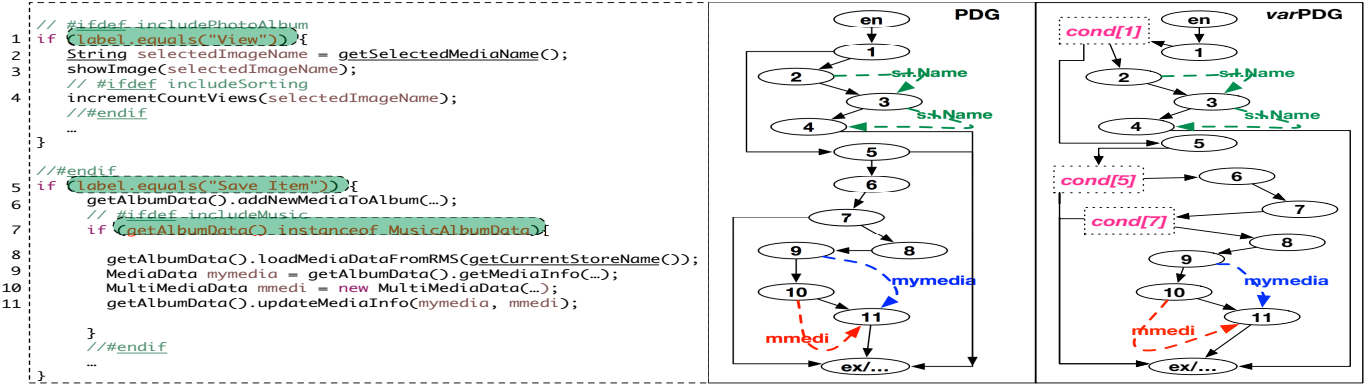 // #ifdef includePhotoAlbum
1 if (label.equals("View")) {
2 String selectedImageName = getSelectedMediaName();
3 showImage(selectedImageName);
// #ifdef includeSorting
4 incrementCountViews(selectedImageName);
//#endif
…
}
//#endif
5 if (label.equals("Save Item")) {
6 getAlbumData().addNewMediaToAlbum(…);
// #ifdef includeMusic
7 if (getAlbumData() instanceof MusicAlbumData){
8 getAlbumData().loadMediaDataFromRMS(getCurrentStoreName());
9 MediaData mymedia = getAlbumData().getMediaInfo(…);
10 MultiMediaData mmedi = new MultiMediaData(…);
11 getAlbumData().updateMediaInfo(mymedia, mmedi);
}
//#endif
…
}
PDG
en
1
2
s.I.Name
3
s.I.Name
4
5
6
7
8
9
mymedia
10
11
mmedi
ex/...
varPDG
en
cond[1]
1
2
s.I.Name
3
s.I.Name
4
5
cond[5]
6
7
cond[7]
8
9
mymedia
10
11
mmedi
ex/...